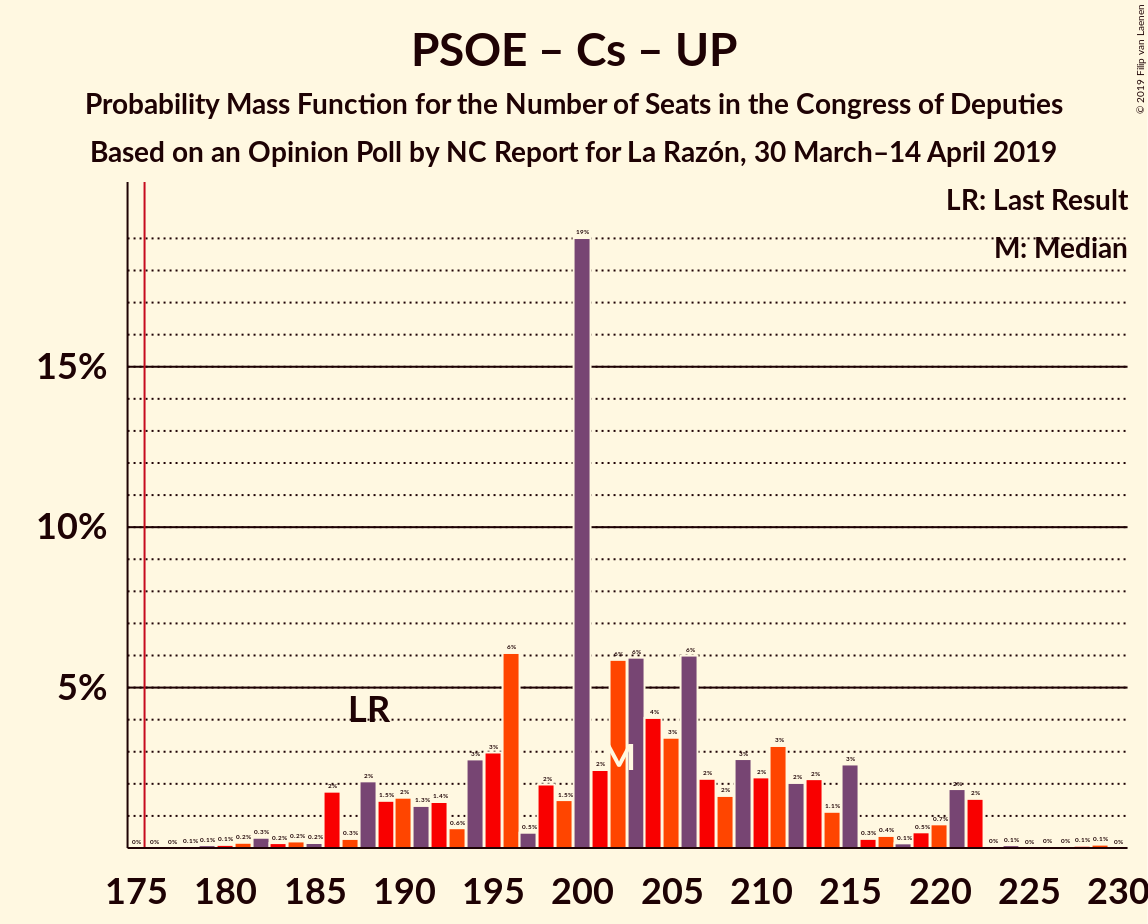 PSOE – Cs – UP
Probability Mass Function for the Number of Seats in the Congress of Deputies
Based on an Opinion Poll by NC Report for La Razón, 30 March–14 April 2019
© 2019 Filip van Laenen
LR: Last Result
M: Median
15%
10%
5%
LR
M
0% 0% 0% 0.1% 0.1% 0.1% 0.2% 0.3% 0.2% 0.2% 0.2% 2% 0.3% 2% 1.5% 2% 1.3% 1.4% 0.6% 3% 3% 6% 0.5% 2% 1.5% 19% 2% 6% 6% 4% 3% 6% 2% 2% 3% 2% 3% 2% 2% 1.1% 3% 0.3% 0.4% 0.1% 0.5% 0.7% 2% 2% 0% 0.1% 0% 0% 0% 0.1% 0.1% 0%
175 180 185 190 195 200 205 210 215 220 225 230